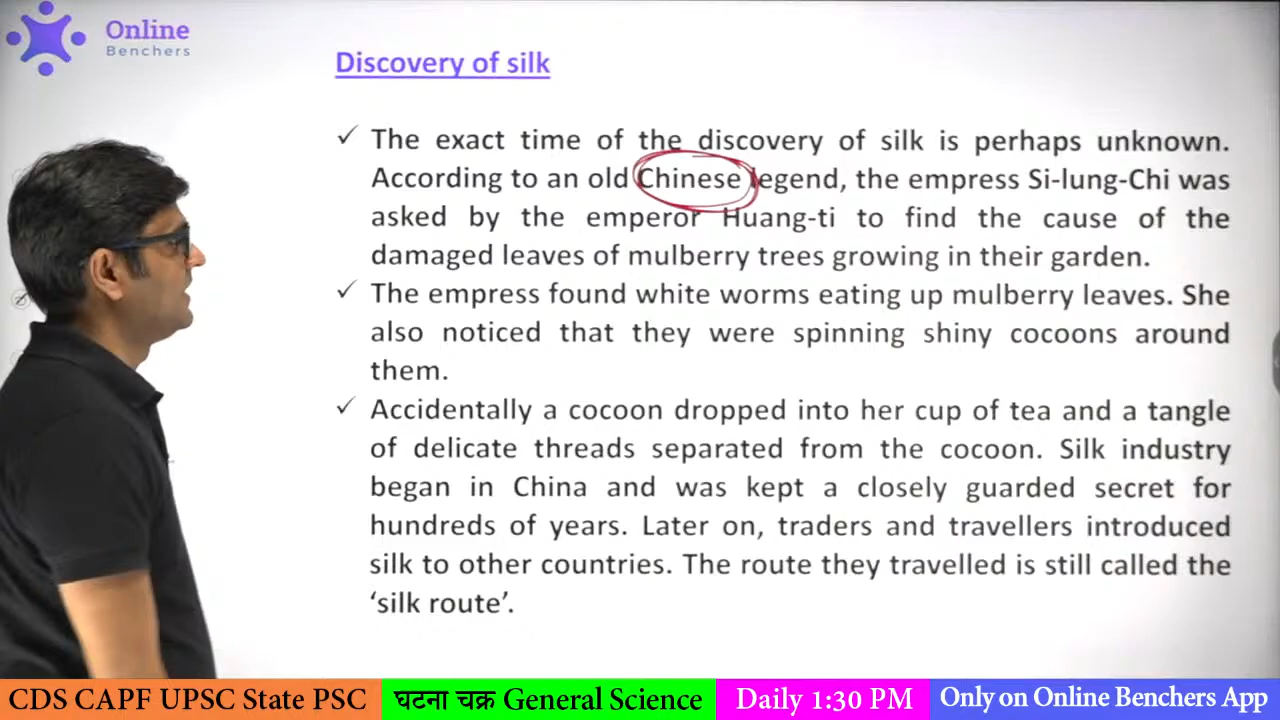 Online
Benchers
Discovery of silk
✓ The exact time of the discovery of silk is perhaps unknown.
According to an old Chinese legend, the empress Si-lung-Chi was
asked by the emperor Huang-ti to find the cause of the
damaged leaves of mulberry trees growing in their garden.
✓ The empress found white worms eating up mulberry leaves. She
also noticed that they were spinning shiny cocoons around
them.
✓ Accidentally a cocoon dropped into her cup of tea and a tangle
of delicate threads separated from the cocoon. Silk industry
began in China and was kept a closely guarded secret for
hundreds of years. Later on, traders and travellers introduced
silk to other countries. The route they travelled is still called the
‘silk route’.
CDS CAPF UPSC State PSC घटना चक्र General Science Daily 1:30 PM Only on Online Benchers App